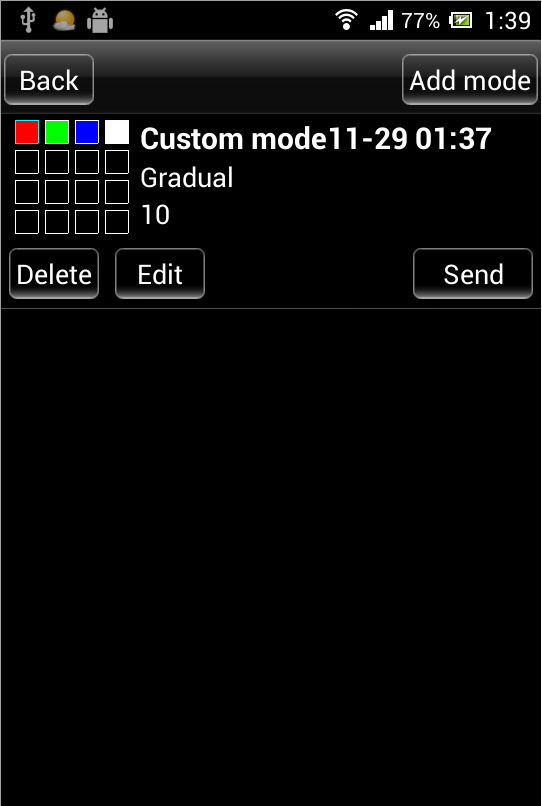 77% 1:39
Back Add mode
Custom mode11-29 01:37
Gradual
10
Delete Edit Send